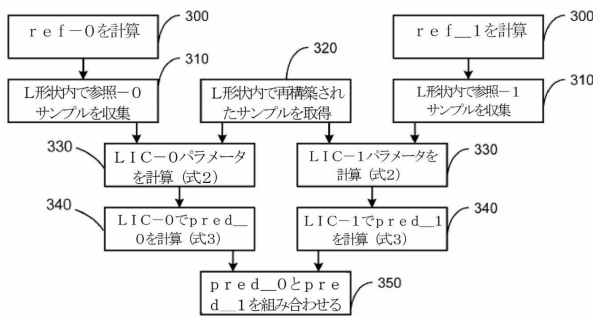 ｒｅｆ－０を計算
300
ｒｅｆ＿１を計算
300
310
320
310
Ｌ形状内で参照－０
サンプルを収集
Ｌ形状内で再構築され
たサンプルを取得
Ｌ形状内で参照－１
サンプルを収集
330
ＬＩＣ－０パラメータ
を計算（式２）
ＬＩＣ－１パラメータを
計算（式２）
330
340
ＬＩＣ－０でｐｒｅｄ＿
０を計算（式３）
ＬＩＣ－１でｐｒｅｄ＿１
を計算（式３）
340
ｐｒｅｄ＿０とｐｒｅ
ｄ＿１を組み合わせる
350